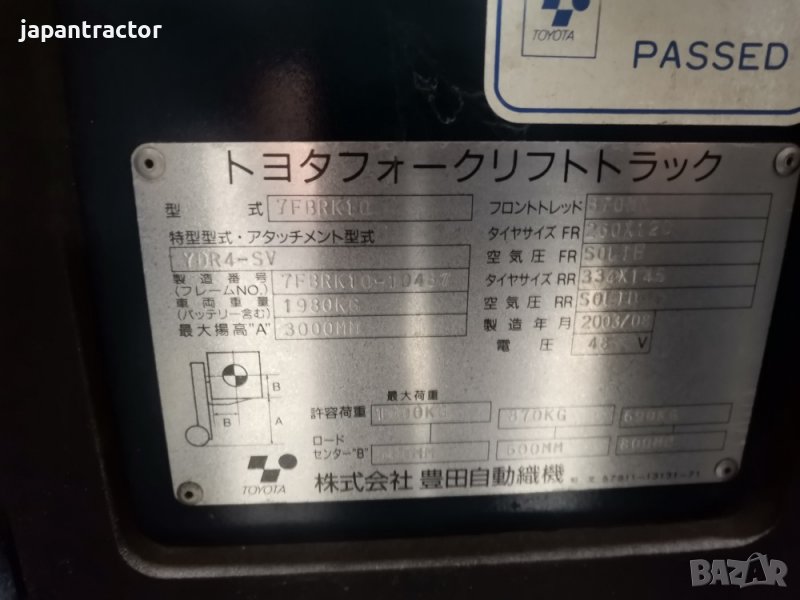 japantractor
TOYOTA
PASSED
トヨタフォークリフトトラック
型 式 7FBRK10
特型型式・アタッチメント型式
YDR4-SV
製造番号
(フレームNO.)
車両重量 1980KG
(バッテリー含む)
最大揚高"A" 3000MM
フロントトレッド
タイヤサイズ FR
空気圧 FR
タイヤサイズ RR
空気圧 RR SOLID
製造年月
電圧 48 V
B
B A
最大荷重
許容荷重 870KG 690KG
ロード
センター"B" 600MM 800MM
TOYOTA 株式会社 豊田自動織機
BAZAR